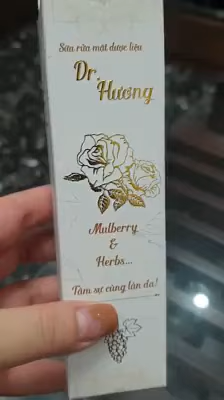 Sữa rửa mặt dược liệu
Dr.
Hương
Mulberry
&
Herbs...
Tâm sự cùng làn da!